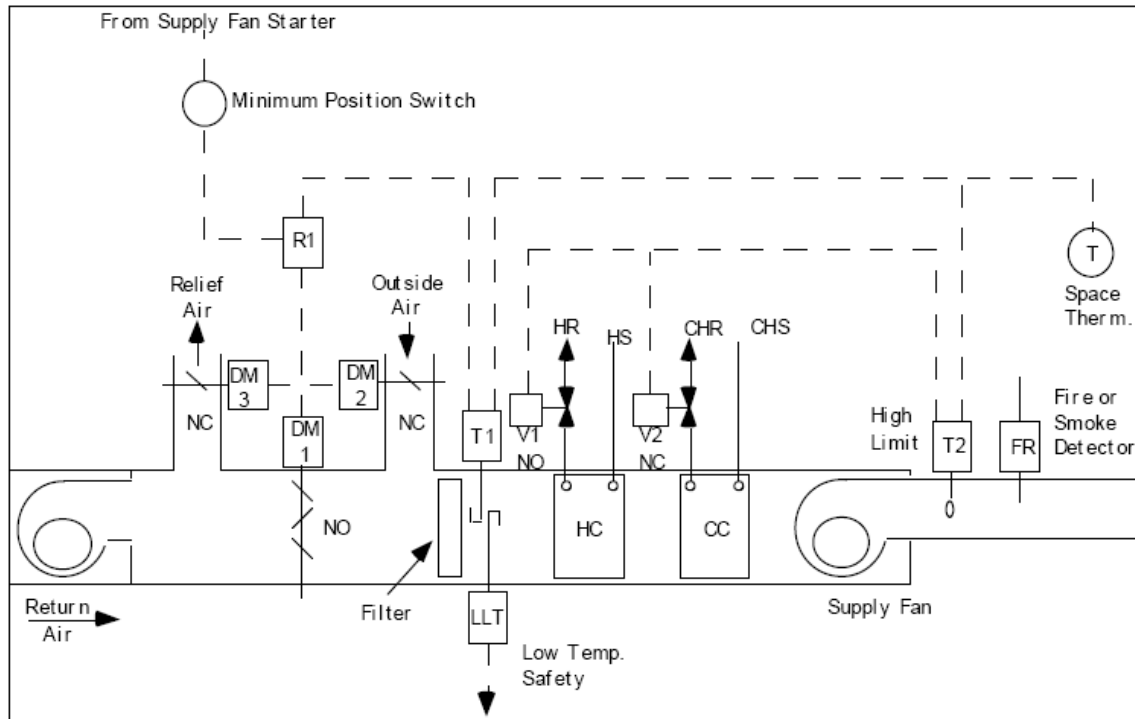 From Supply Fan Starter
Minimum Position Switch
R1
T
Relief
Air
Outside
Air
Space
Therm.
HR
HS
CHR
CHS
DM
3
DM
2
NC
NC
DM
1
T1
V1
NO
V2
NC
High
Limit
T2
FR
Fire or
Smoke
Detector
NO
HC
CC
Return
Air
Filter
LLT
Supply Fan
Low Temp.
Safety